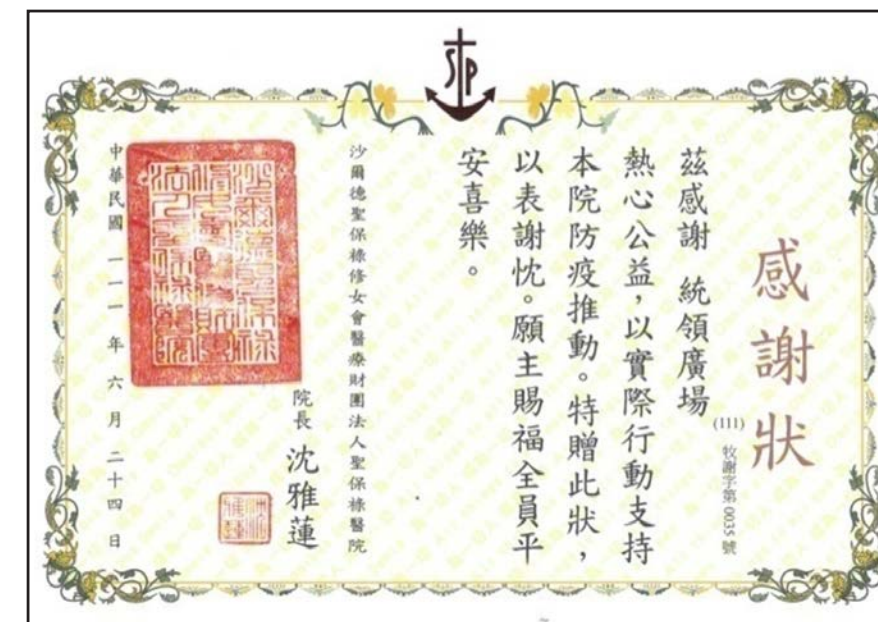 感謝狀
(111) 牧謝字第 0035 號
茲感謝 統領廣場
熱心公益，以實際行動支持
本院防疫推動。特贈此狀，
以表謝忱。願主賜福全員平
安喜樂。
沙爾德聖保祿修女會醫療財團法人聖保祿醫院
院長 沈雅蓮
中華民國 一一一 年 六 月 二十四 日